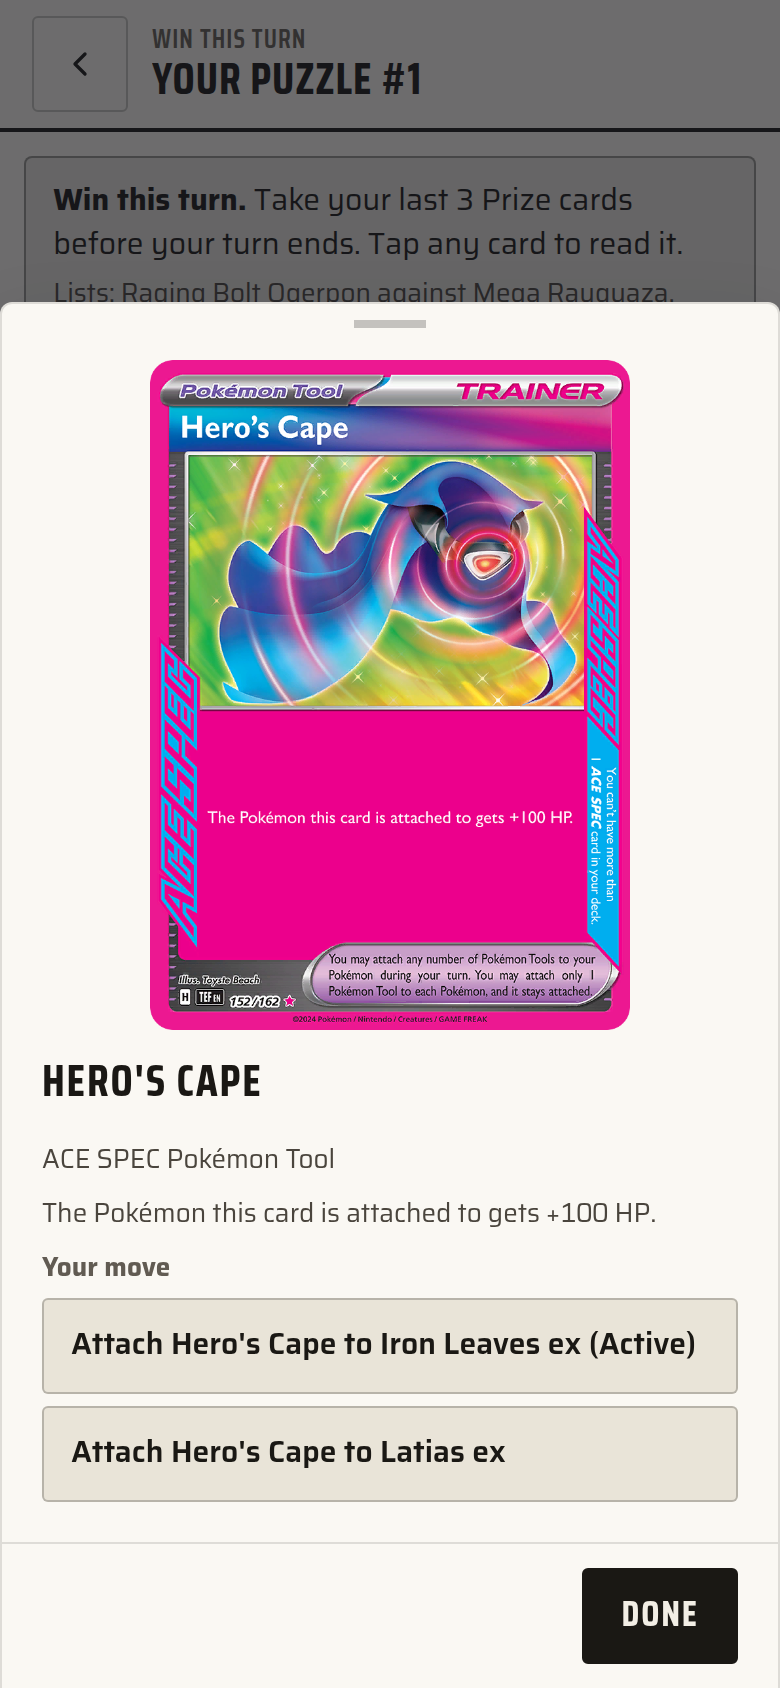 WIN THIS TURN
YOUR PUZZLE #1
Win this turn. Take your last 3 Prize cards
before your turn ends. Tap any card to read it.
Lists: Raging Bolt Ogerpon against Mega Rayquaza.
Pokémon Tool
TRAINER
Hero's Cape
ACE SPEC
ACE SPEC
You can't have more than
1 ACE SPEC card in your deck.
The Pokémon this card is attached to gets +100 HP.
You may attach any number of Pokémon Tools to your
Pokémon during your turn. You may attach only 1
Pokémon Tool to each Pokémon, and it stays attached.
Illus. Toyste Beach
H TEF EN 152/162
©2024 Pokémon / Nintendo / Creatures / GAME FREAK
HERO'S CAPE
ACE SPEC Pokémon Tool
The Pokémon this card is attached to gets +100 HP.
Your move
Attach Hero's Cape to Iron Leaves ex (Active)
Attach Hero's Cape to Latias ex
DONE